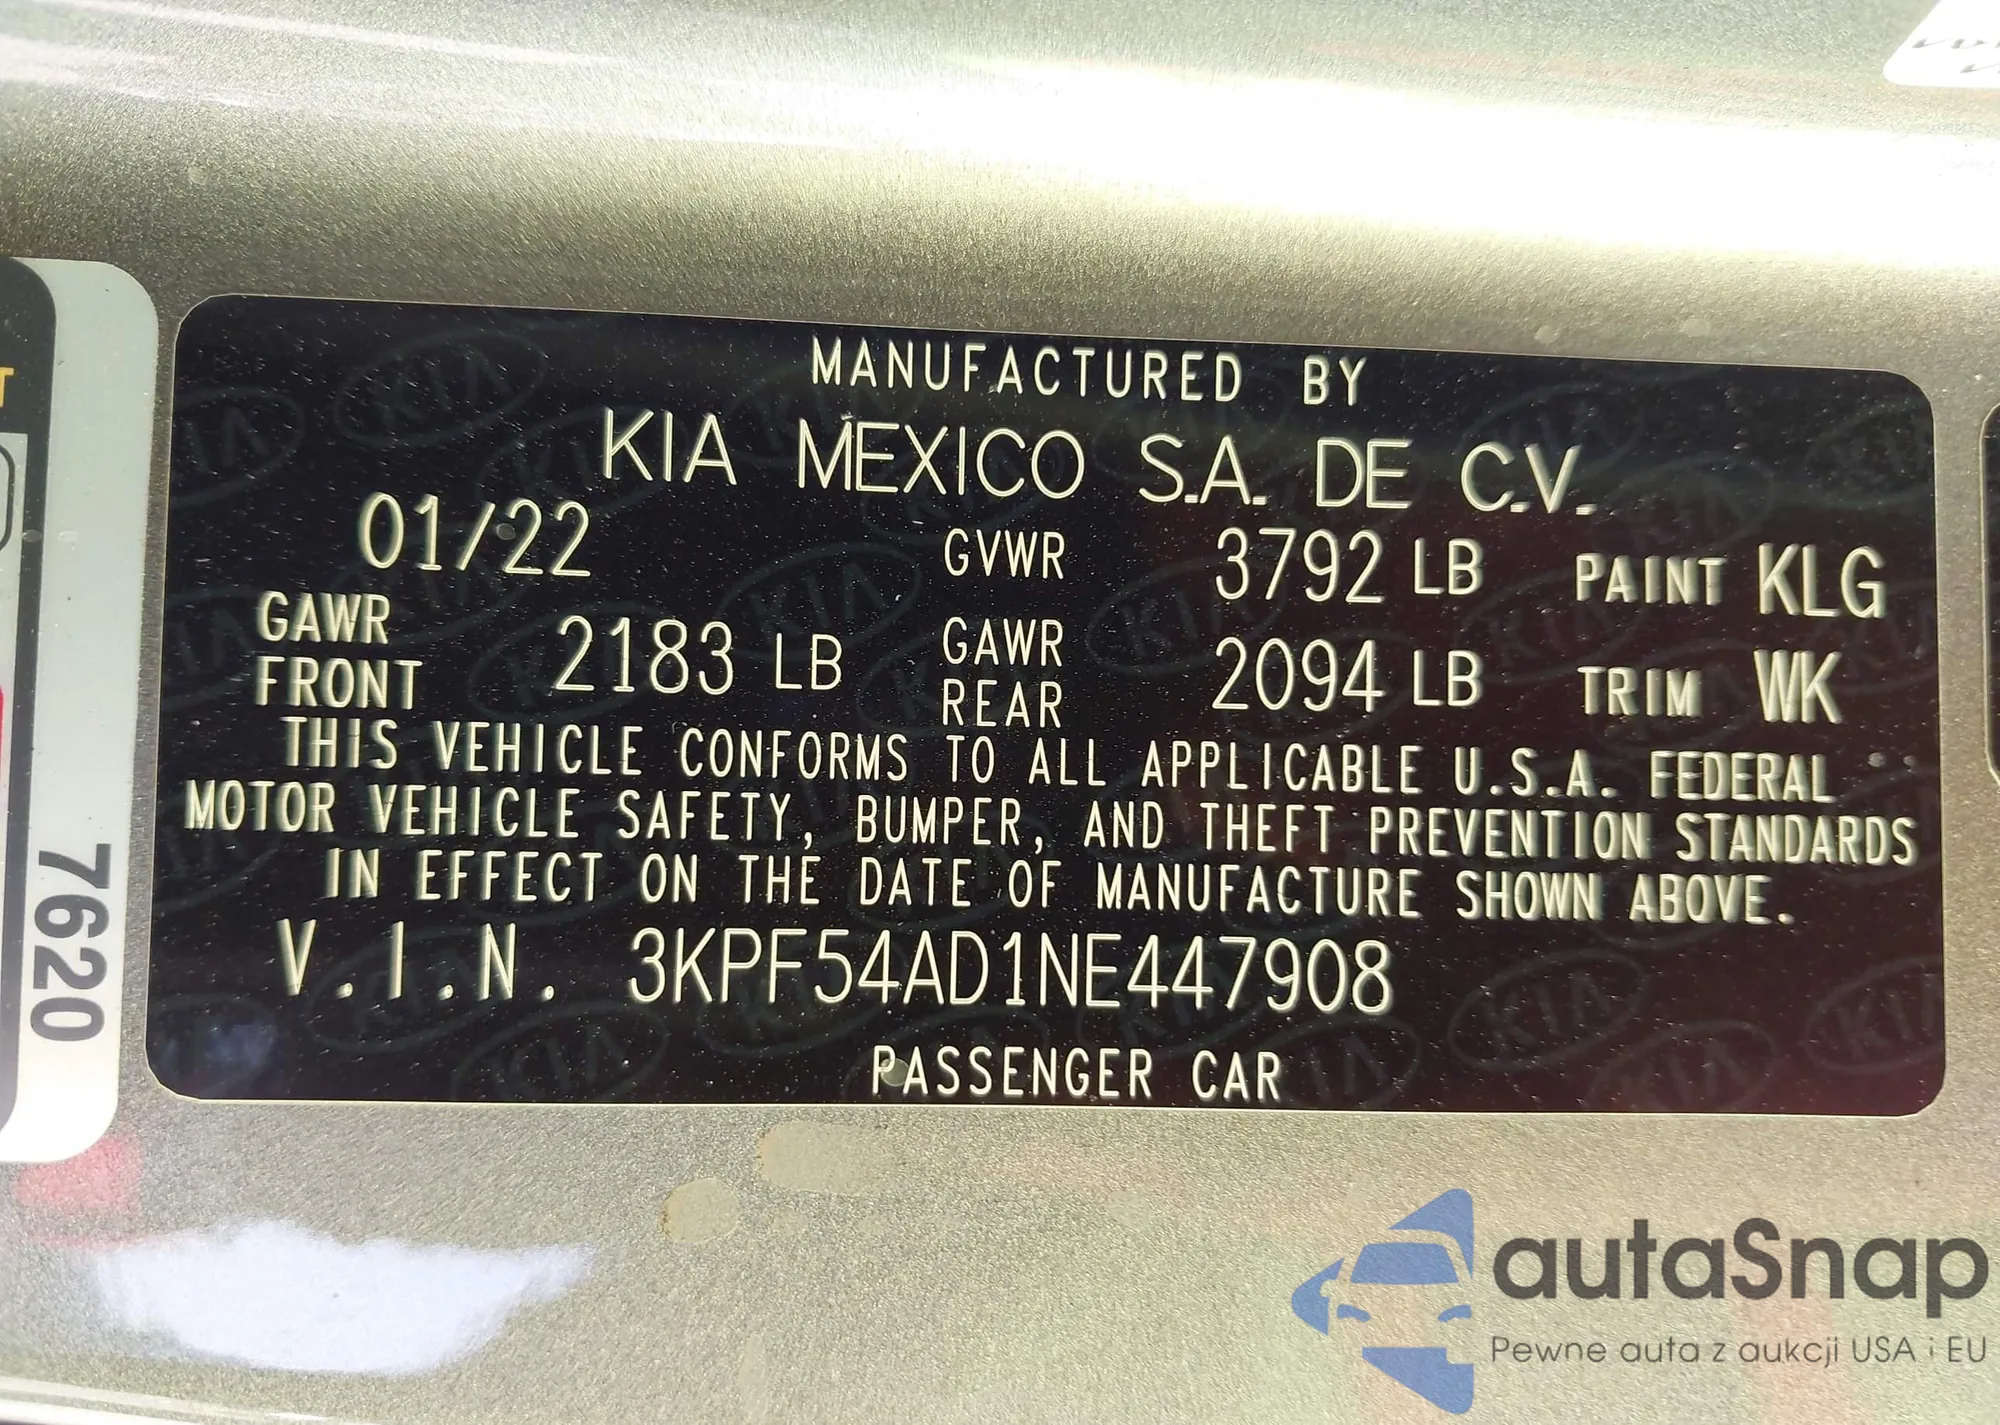 MANUFACTURED BY
KIA MEXICO S.A. DE C.V.
01/22 GVWR 3792 LB PAINT KLG
GAWR FRONT 2183 LB GAWR REAR 2094 LB TRIM WK
THIS VEHICLE CONFORMS TO ALL APPLICABLE U.S.A. FEDERAL
MOTOR VEHICLE SAFETY, BUMPER, AND THEFT PREVENTION STANDARDS
IN EFFECT ON THE DATE OF MANUFACTURE SHOWN ABOVE.
V.I.N. 3KPF54AD1NE447908
PASSENGER CAR
7620
autaSnap
Pewne auta z aukcji USA i EU